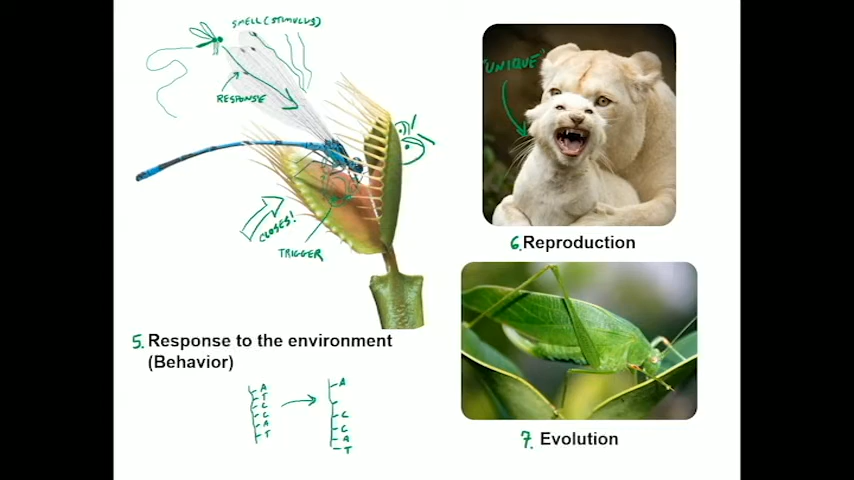 SMELL (STIMULUS)
RESPONSE
CLOSES!
TRIGGER
5. Response to the environment
(Behavior)
A
T
C
C
A
T
A
C
C
A
T
"UNIQUE"
6. Reproduction
7. Evolution